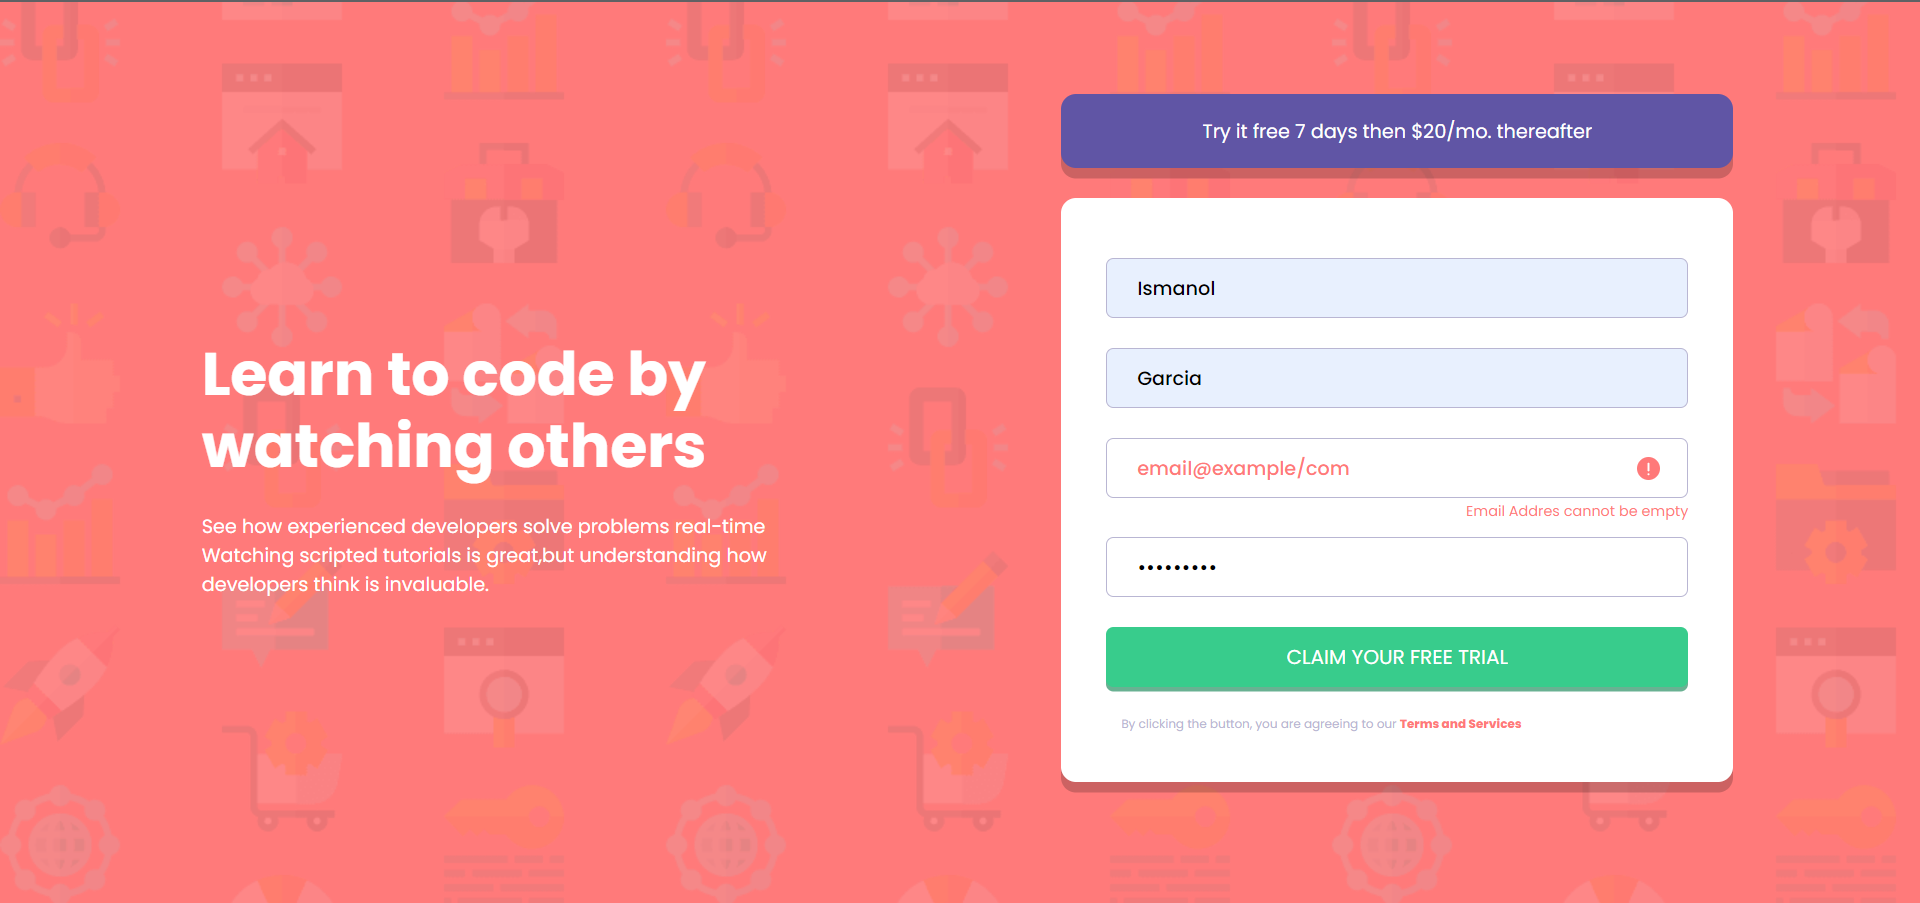 Learn to code by
watching others
See how experienced developers solve problems real-time
Watching scripted tutorials is great,but understanding how
developers think is invaluable.
Try it free 7 days then $20/mo. thereafter
Ismanol
Garcia
email@example/com
Email Addres cannot be empty
•••••••••
CLAIM YOUR FREE TRIAL
By clicking the button, you are agreeing to our Terms and Services